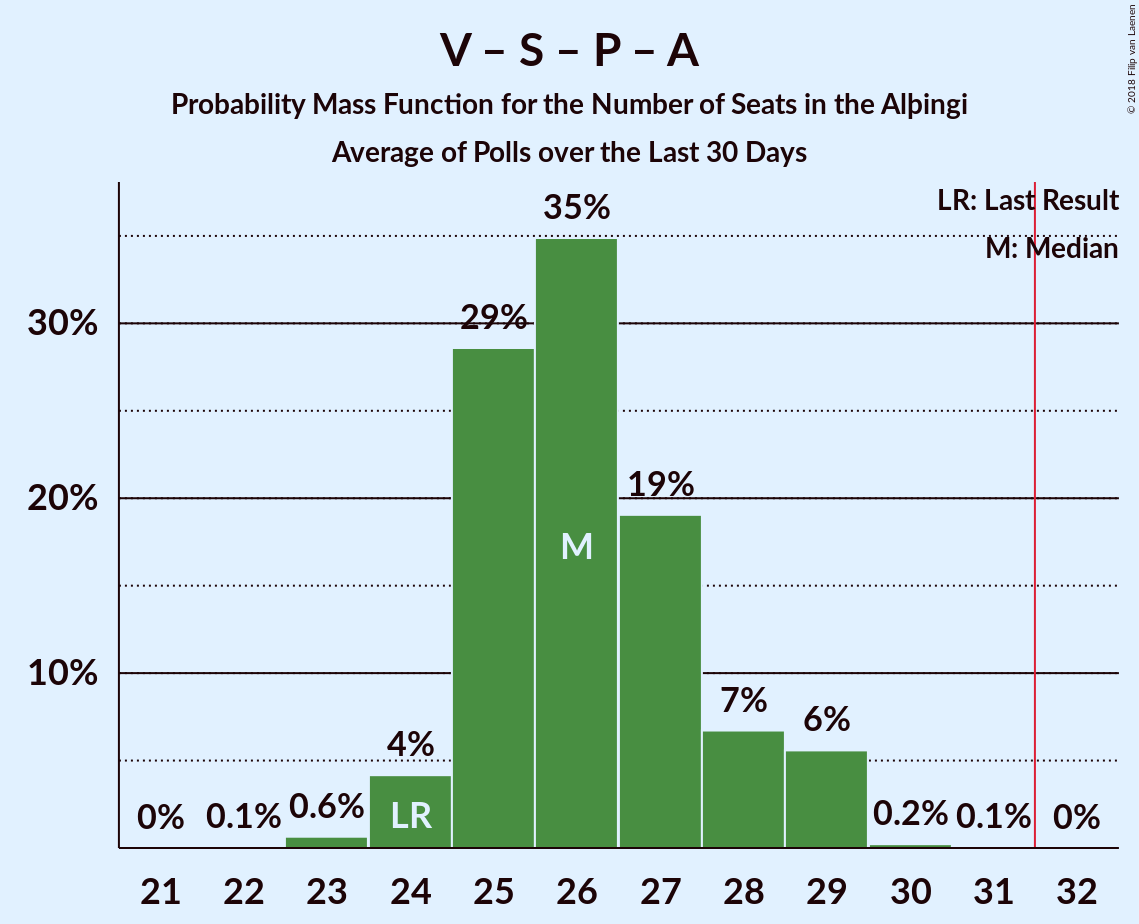 V – S – P – A
Probability Mass Function for the Number of Seats in the Alþingi
Average of Polls over the Last 30 Days
© 2018 Filip van Laenen
LR: Last Result
M: Median
30%
20%
10%
0%
0.1%
0.6%
4%
29%
35%
19%
7%
6%
0.2%
0.1%
0%
LR
M
21 22 23 24 25 26 27 28 29 30 31 32